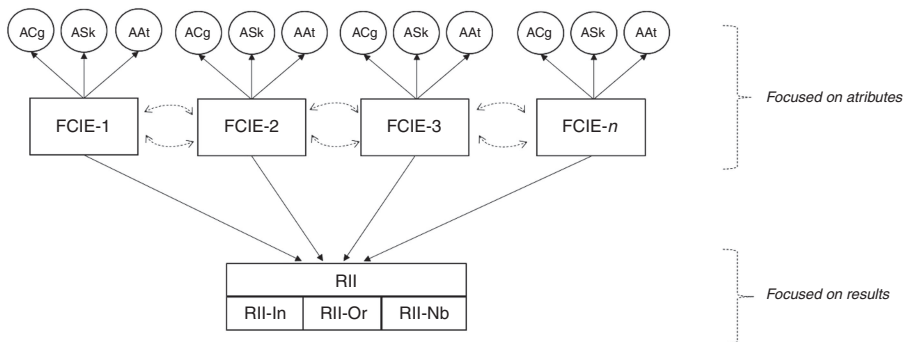 ACg ASk AAt ACg ASk AAt ACg ASk AAt ACg ASk AAt
FCIE-1 FCIE-2 FCIE-3 FCIE-n
Focused on atributes
RII
RII-In RII-Or RII-Nb
Focused on results